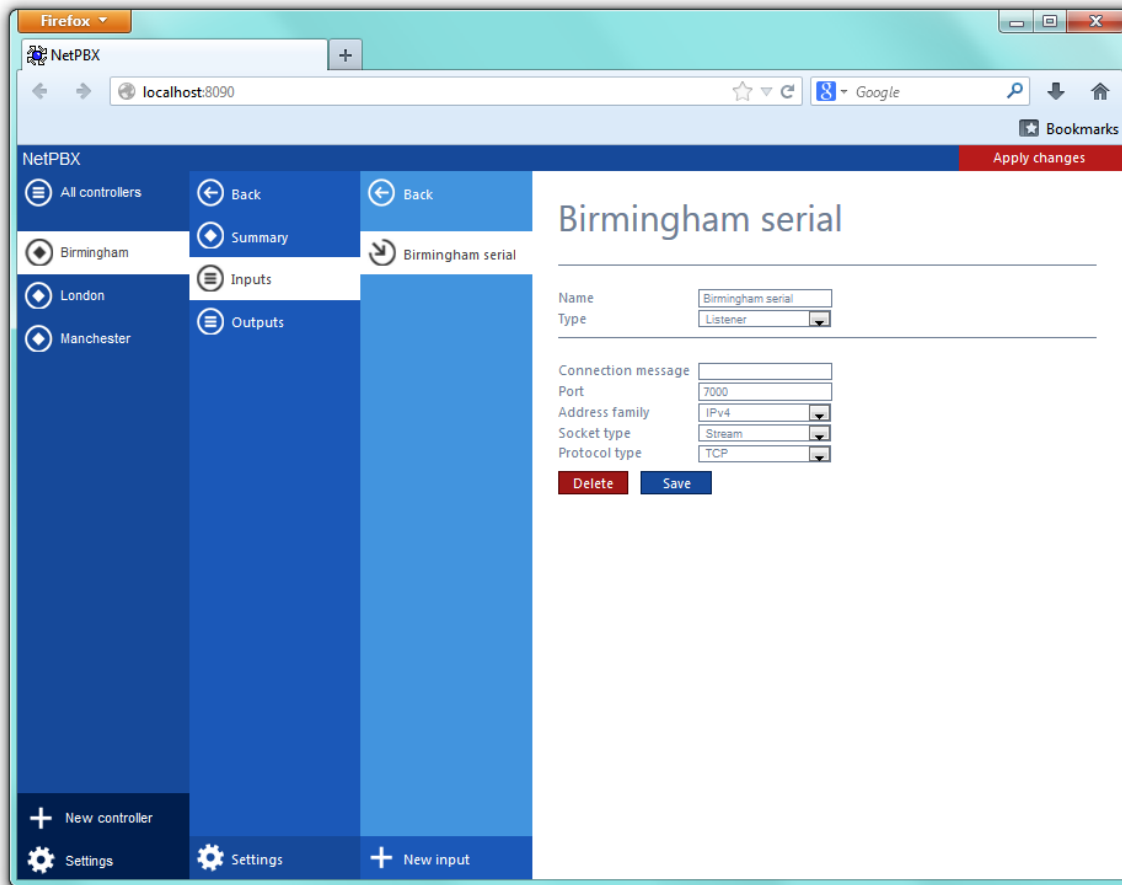 Firefox
NetPBX
localhost:8090
Google
Bookmarks
NetPBX
Apply changes
All controllers
Birmingham
London
Manchester
New controller
Settings
Back
Summary
Inputs
Outputs
Settings
Back
Birmingham serial
New input
Birmingham serial
Name Birmingham serial
Type Listener
Connection message
Port 7000
Address family IPv4
Socket type Stream
Protocol type TCP
Delete Save